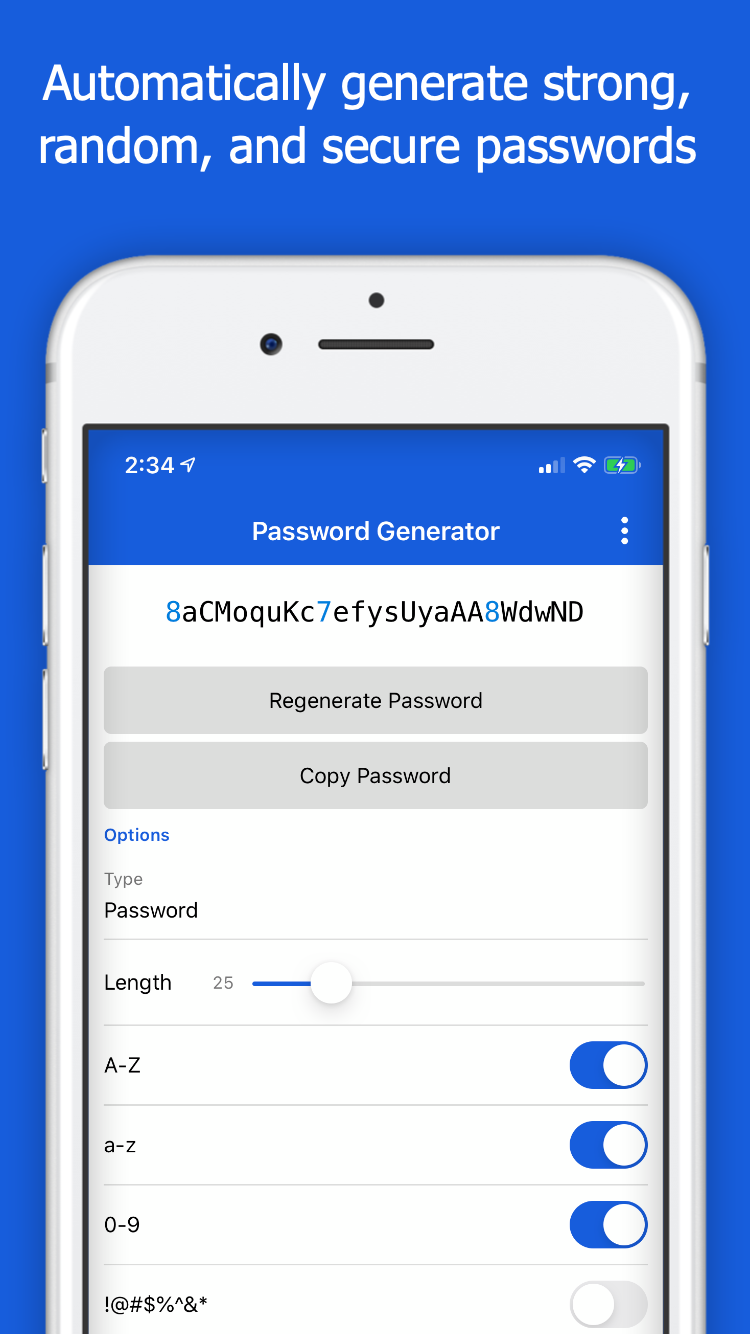 Automatically generate strong,
random, and secure passwords
2:34
Password Generator
8aCMoquKc7efysUyaAA8WdwND
Regenerate Password
Copy Password
Options
Type
Password
Length 25
A-Z
a-z
0-9
!@#$%^&*